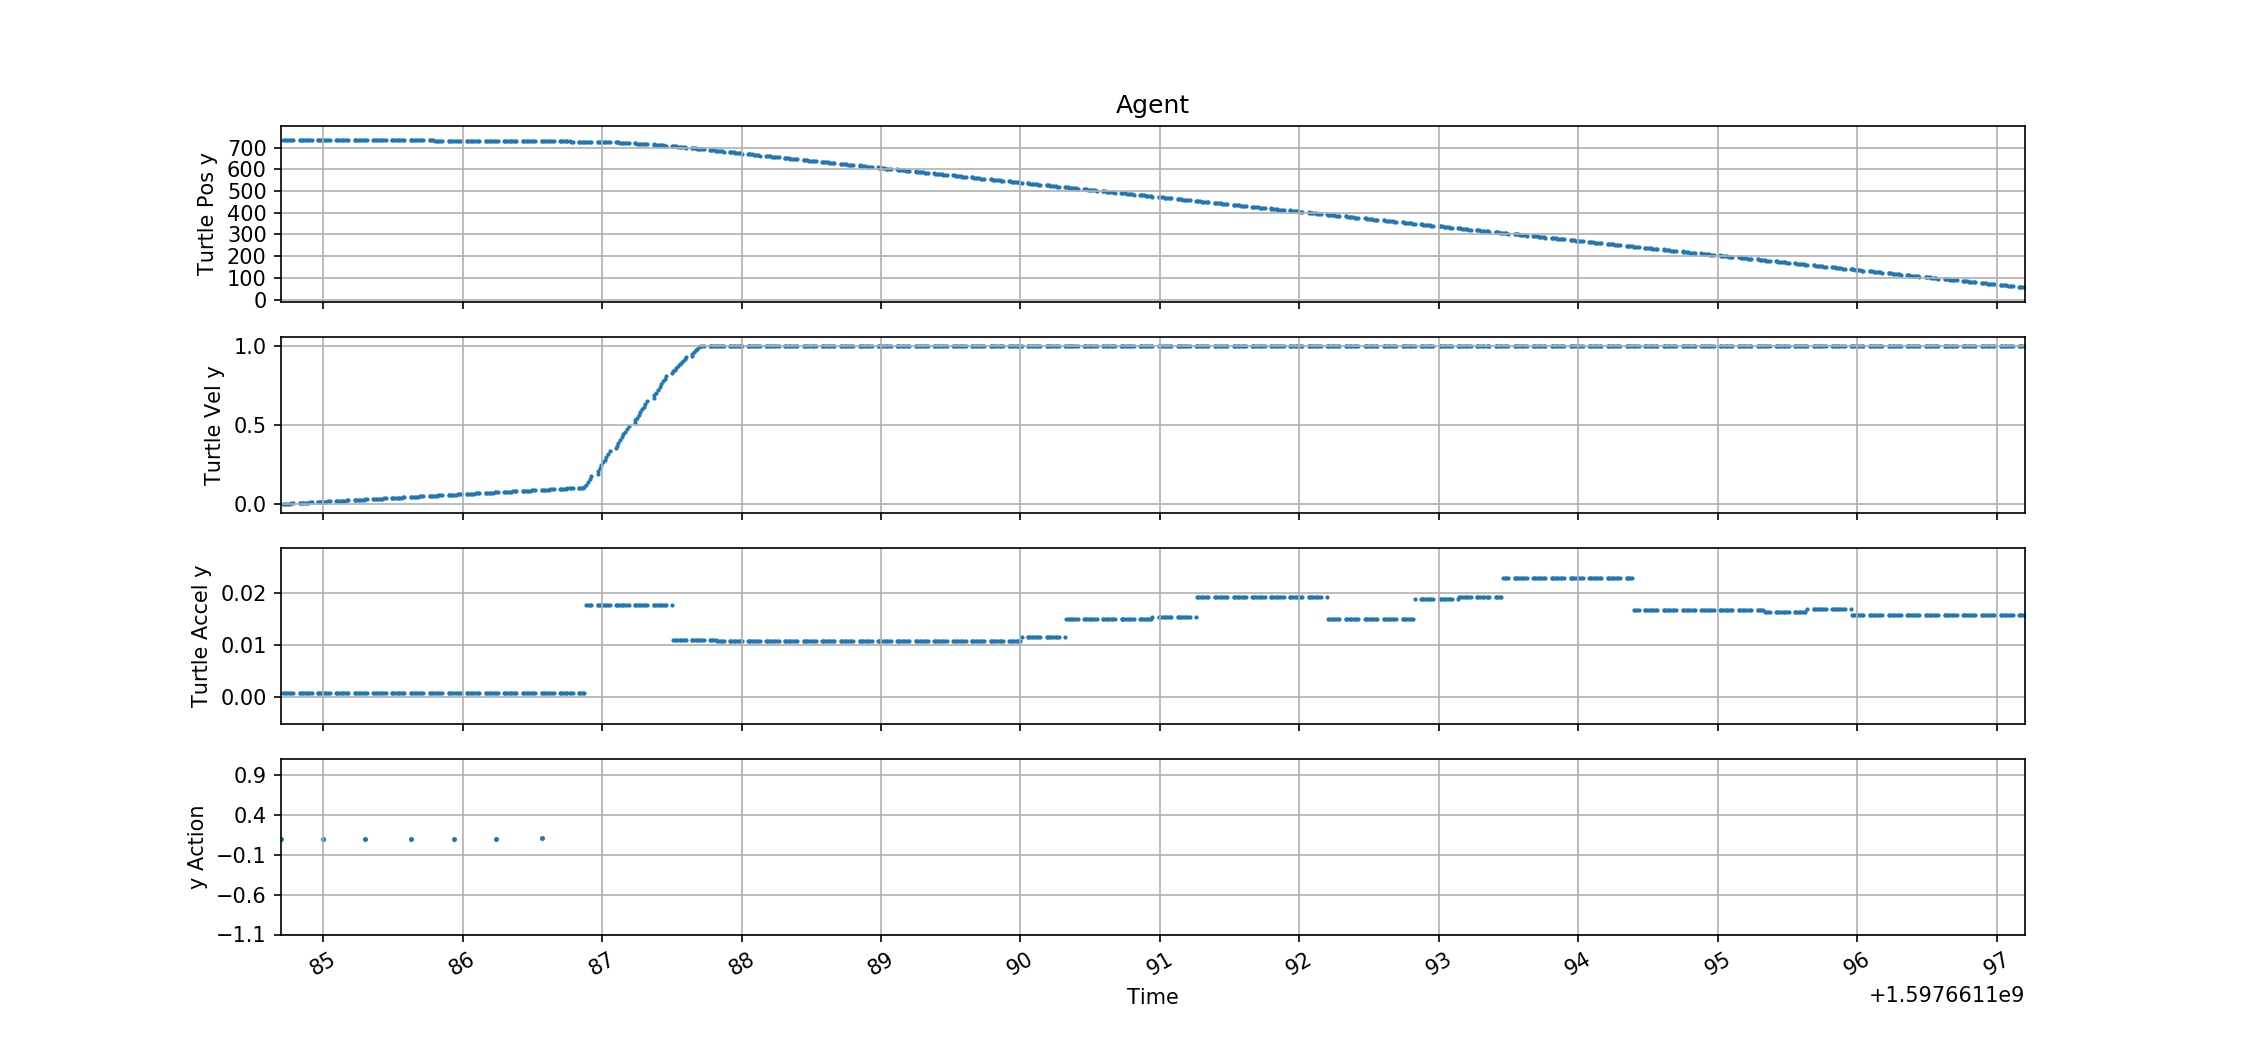 Agent
Turtle Pos y
700
600
500
400
300
200
100
0
Turtle Vel y
1.0
0.5
0.0
Turtle Accel y
0.02
0.01
0.00
y Action
0.9
0.4
−0.1
−0.6
−1.1
85 86 87 88 89 90 91 92 93 94 95 96 97
Time
+1.5976611e9